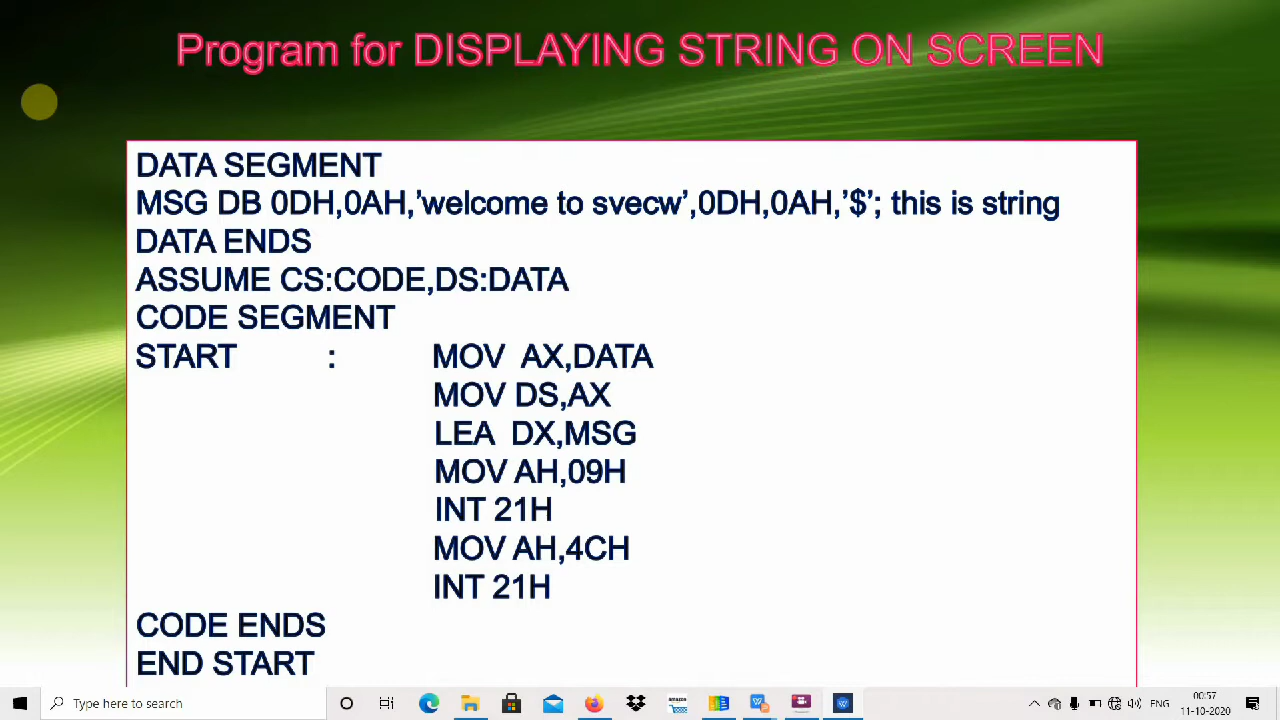 Program for DISPLAYING STRING ON SCREEN
DATA SEGMENT
MSG DB 0DH,0AH,’welcome to svecw’,0DH,0AH,’$’; this is string
DATA ENDS
ASSUME CS:CODE,DS:DATA
CODE SEGMENT
START : MOV AX,DATA
MOV DS,AX
LEA DX,MSG
MOV AH,09H
INT 21H
MOV AH,4CH
INT 21H
CODE ENDS
END START
Type here to search
amazon
ENG
00:57
11-10-2020